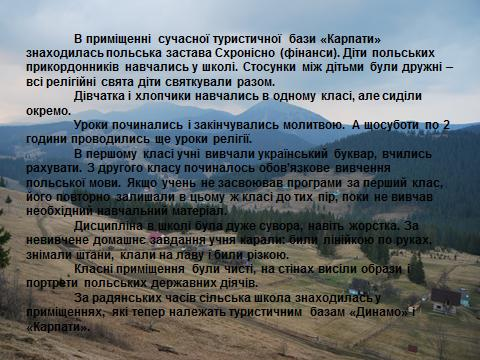 В приміщенні сучасної туристичної бази «Карпати»
знаходилась польська застава Схронісно (фінанси). Діти польських
прикордонників навчались у школі. Стосунки між дітьми були дружні –
всі релігійні свята діти святкували разом.
Дівчатка і хлопчики навчались в одному класі, але сиділи
окремо.
Уроки починались і закінчувались молитвою. А щосуботи по 2
години проводились ще уроки релігії.
В першому класі учні вивчали український буквар, вчились
рахувати. З другого класу починалось обов'язкове вивчення
польської мови. Якщо учень не засвоював програми за перший клас,
його повторно залишали в цьому ж класі до тих пір, поки не вивчав
необхідний навчальний матеріал.
Дисципліна в школі була дуже сувора, навіть жорстка. За
невивчене домашнє завдання учня карали: били лінійкою по руках,
знімали штани, клали на лаву і били різкою.
Класні приміщення були чисті, на стінах висіли образи і
портрети польських державних діячів.
За радянських часів сільська школа знаходилась у
приміщеннях, які тепер належать туристичним базам «Динамо» і
«Карпати».